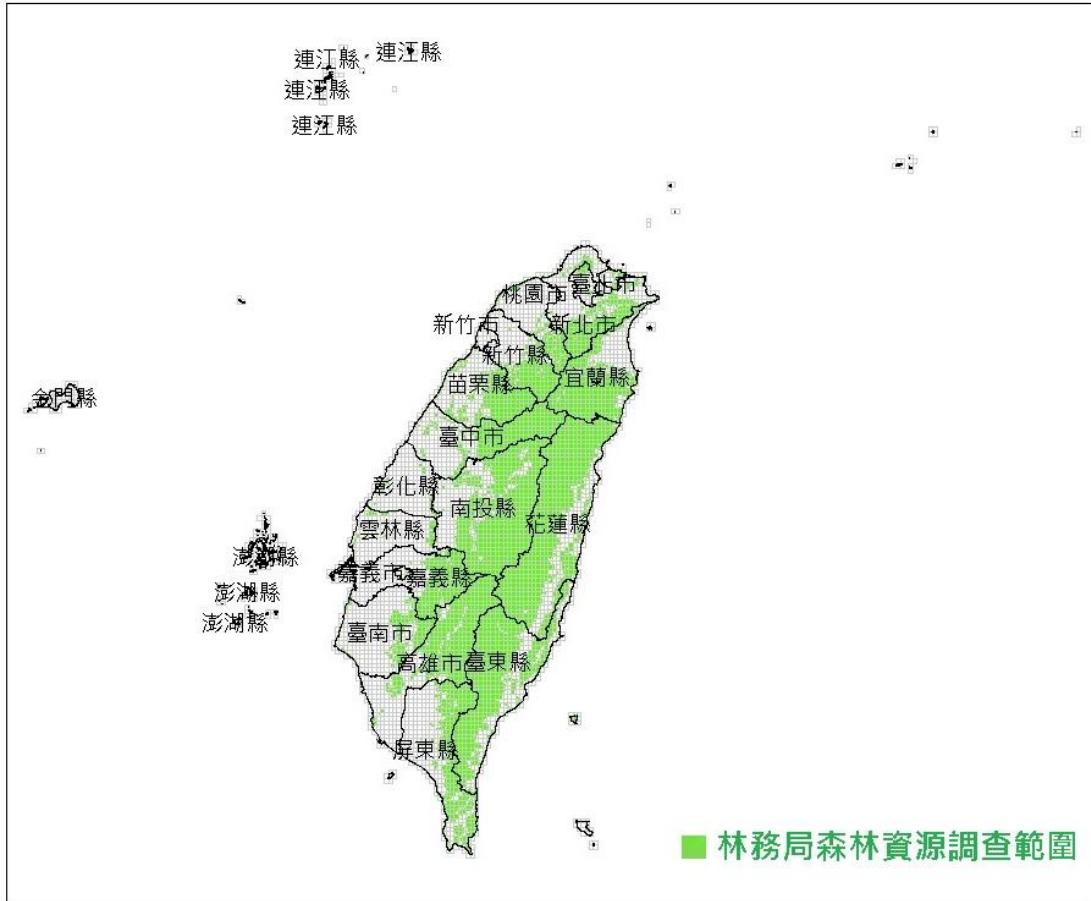 連江縣
連江縣
連江縣
連江縣
臺北市
桃園市
新竹市
新北市
新竹縣
苗栗縣
宜蘭縣
金門縣
臺中市
彰化縣
南投縣
花蓮縣
雲林縣
澎湖縣
嘉義市
嘉義縣
澎湖縣
澎湖縣
臺南市
高雄市
臺東縣
屏東縣
林務局森林資源調查範圍